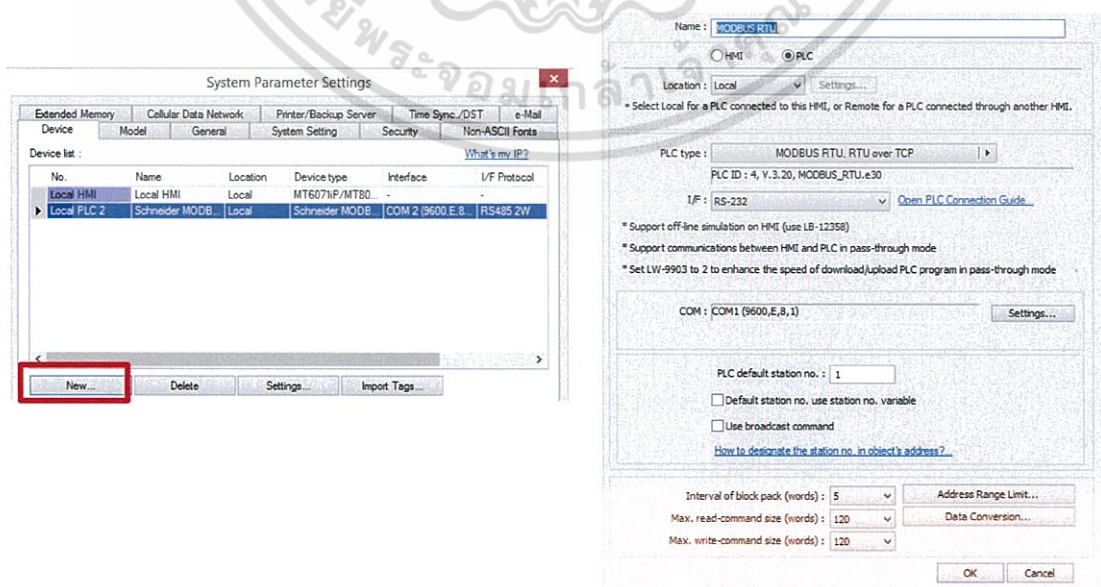 System Parameter Settings
Extended Memory Cellular Data Network Printer/Backup Server Time Sync./DST e-Mail
Device Model General System Setting Security Non-ASCII Fonts
Device list : What's my IP?
No. Name Location Device type Interface I/F Protocol
Local HMI Local HMI Local MT6071iP/MT80... - -
Local PLC 2 Schneider MODB... Local Schneider MODB... COM 2 (9600,E,8... RS485 2W
New... Delete Settings... Import Tags...
Name : MODBUS RTU
HMI PLC
Location : Local Settings...
* Select Local for a PLC connected to this HMI, or Remote for a PLC connected through another HMI.
PLC type : MODBUS RTU, RTU over TCP
PLC ID : 4, V.3.20, MODBUS_RTU.e30
I/F : RS-232 Open PLC Connection Guide...
* Support off-line simulation on HMI (use LB-12358)
* Support communications between HMI and PLC in pass-through mode
* Set LW-9903 to 2 to enhance the speed of download/upload PLC program in pass-through mode
COM : COM1 (9600,E,8,1) Settings...
PLC default station no. : 1
Default station no. use station no. variable
Use broadcast command
How to designate the station no. in object's address?...
Interval of block pack (words) : 5 Address Range Limit...
Max. read-command size (words) : 120 Data Conversion...
Max. write-command size (words) : 120
OK Cancel